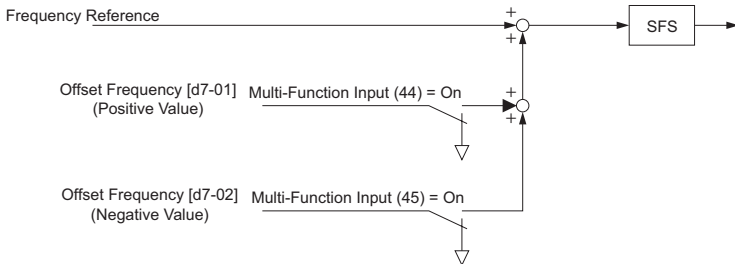 Frequency Reference
+
+
SFS
Offset Frequency [d7-01]
(Positive Value)
Multi-Function Input (44) = On
+
+
Offset Frequency [d7-02]
(Negative Value)
Multi-Function Input (45) = On